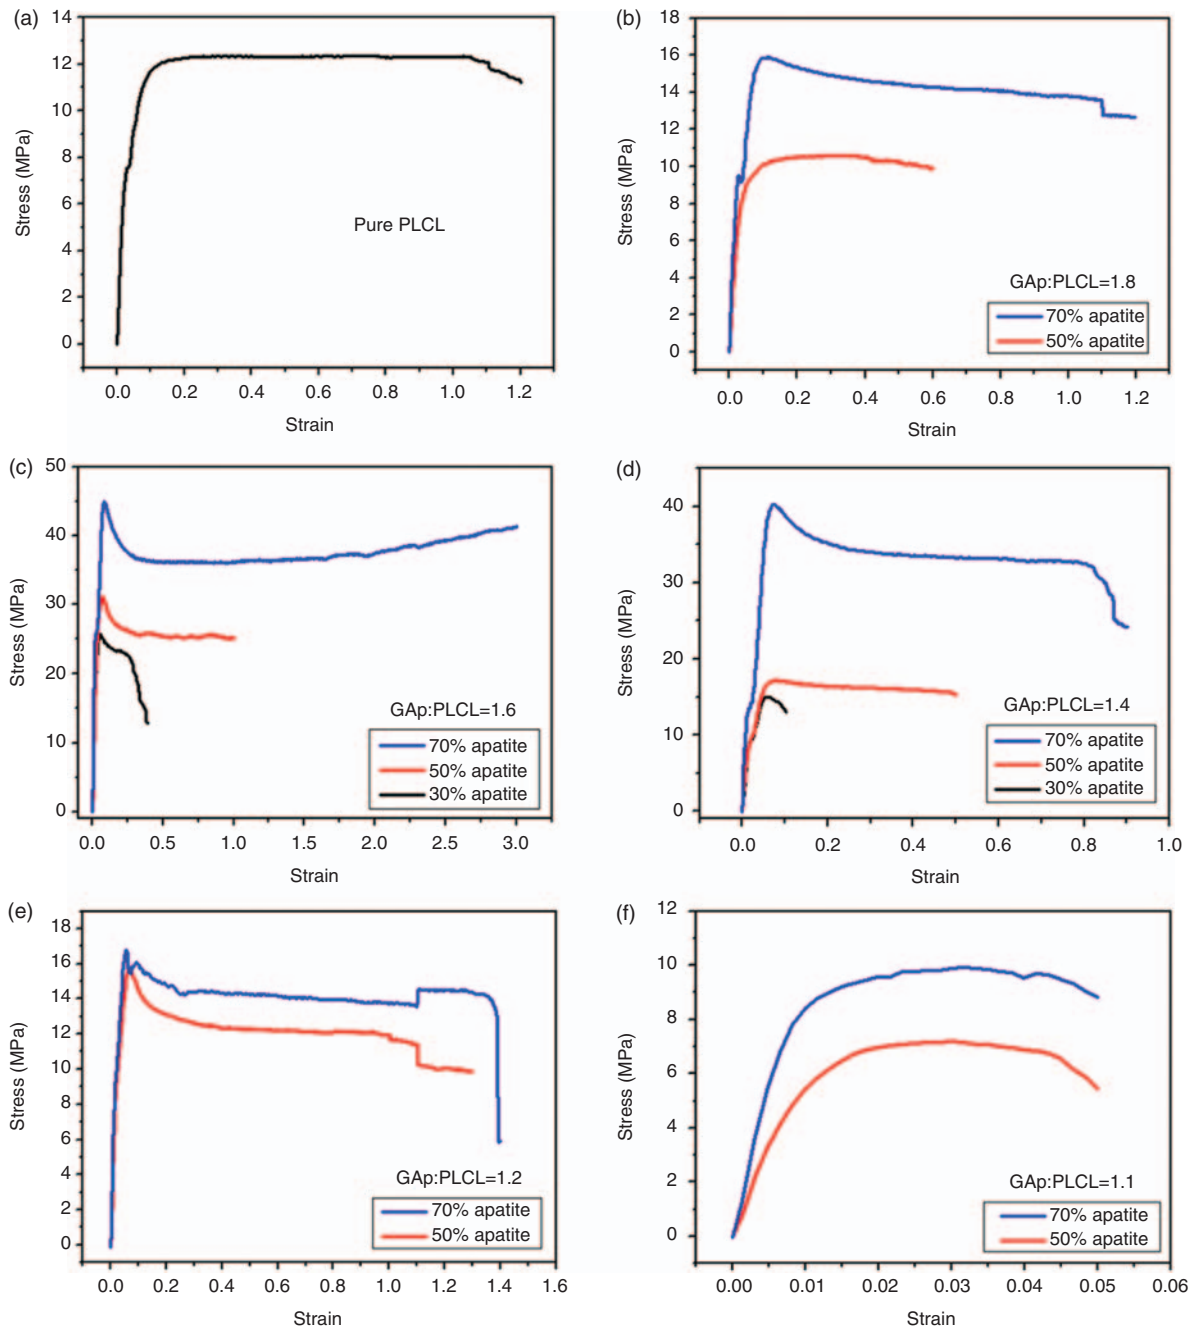 (a)
14
12
10
8
6
4
2
0
Stress (MPa)
Pure PLCL
0.0 0.2 0.4 0.6 0.8 1.0 1.2
Strain
(b)
18
16
14
12
10
8
6
4
2
0
Stress (MPa)
GAp:PLCL=1.8
70% apatite
50% apatite
0.0 0.2 0.4 0.6 0.8 1.0 1.2
Strain
(c)
50
40
30
20
10
0
Stress (MPa)
GAp:PLCL=1.6
70% apatite
50% apatite
30% apatite
0.0 0.5 1.0 1.5 2.0 2.5 3.0
Strain
(d)
40
30
20
10
0
Stress (MPa)
GAp:PLCL=1.4
70% apatite
50% apatite
30% apatite
0.0 0.2 0.4 0.6 0.8 1.0
Strain
(e)
18
16
14
12
10
8
6
4
2
0
Stress (MPa)
GAp:PLCL=1.2
70% apatite
50% apatite
0.0 0.2 0.4 0.6 0.8 1.0 1.2 1.4 1.6
Strain
(f)
12
10
8
6
4
2
0
Stress (MPa)
GAp:PLCL=1.1
70% apatite
50% apatite
0.00 0.01 0.02 0.03 0.04 0.05 0.06
Strain